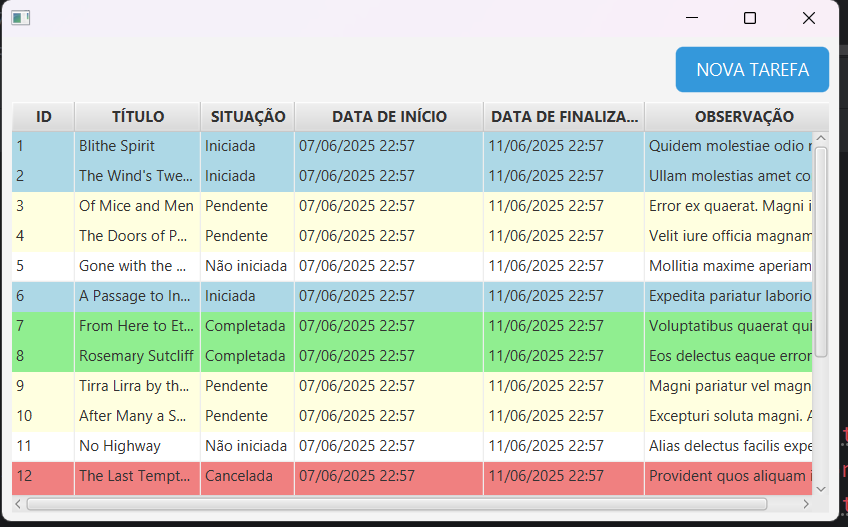 NOVA TAREFA
ID TÍTULO SITUAÇÃO DATA DE INÍCIO DATA DE FINALIZA... OBSERVAÇÃO
1 Blithe Spirit Iniciada 07/06/2025 22:57 11/06/2025 22:57 Quidem molestiae odio
2 The Wind's Twe... Iniciada 07/06/2025 22:57 11/06/2025 22:57 Ullam molestias amet co
3 Of Mice and Men Pendente 07/06/2025 22:57 11/06/2025 22:57 Error ex quaerat. Magni i
4 The Doors of P... Pendente 07/06/2025 22:57 11/06/2025 22:57 Velit iure officia magnam
5 Gone with the ... Não iniciada 07/06/2025 22:57 11/06/2025 22:57 Mollitia maxime aperiam
6 A Passage to In... Iniciada 07/06/2025 22:57 11/06/2025 22:57 Expedita pariatur laborio
7 From Here to Et... Completada 07/06/2025 22:57 11/06/2025 22:57 Voluptatibus quaerat qui
8 Rosemary Sutcliff Completada 07/06/2025 22:57 11/06/2025 22:57 Eos delectus eaque error
9 Tirra Lirra by th... Pendente 07/06/2025 22:57 11/06/2025 22:57 Magni pariatur vel magn
10 After Many a S... Pendente 07/06/2025 22:57 11/06/2025 22:57 Excepturi soluta magni. A
11 No Highway Não iniciada 07/06/2025 22:57 11/06/2025 22:57 Alias delectus facilis expe
12 The Last Tempt... Cancelada 07/06/2025 22:57 11/06/2025 22:57 Provident quos aliquam i